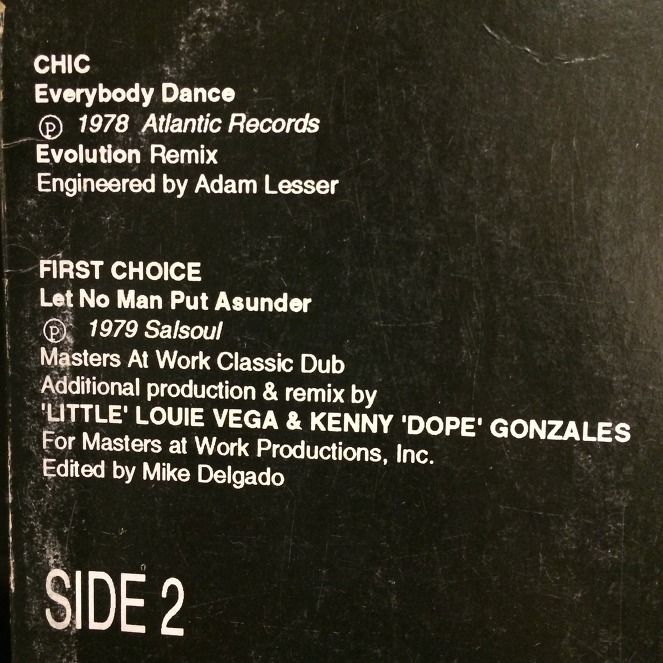 CHIC
Everybody Dance
℗ 1978 Atlantic Records
Evolution Remix
Engineered by Adam Lesser
FIRST CHOICE
Let No Man Put Asunder
℗ 1979 Salsoul
Masters At Work Classic Dub
Additional production & remix by
'LITTLE' LOUIE VEGA & KENNY 'DOPE' GONZALES
For Masters at Work Productions, Inc.
Edited by Mike Delgado
SIDE 2